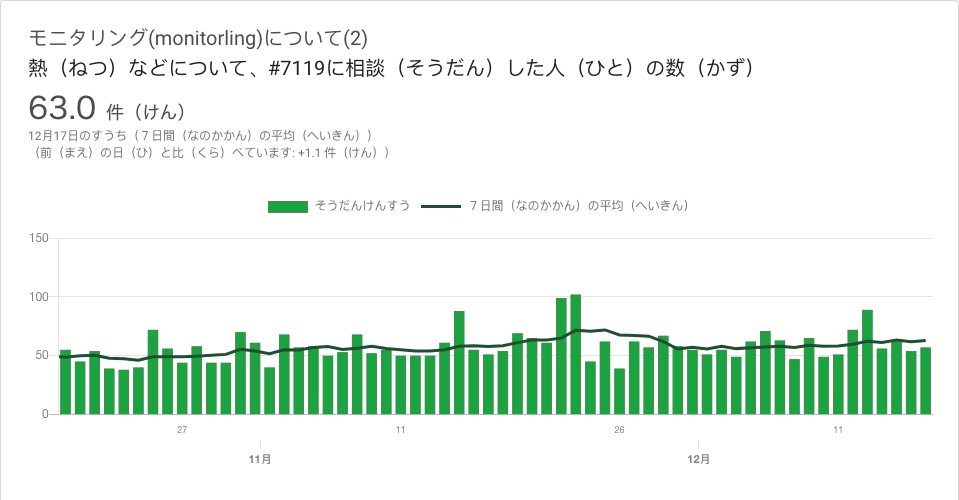 モニタリング(monitorling)について(2)
熱（ねつ）などについて、#7119に相談（そうだん）した人（ひと）の数（かず）
63.0 件（けん）
12月17日のすうち（７日間（なのかかん）の平均（へいきん））
（前（まえ）の日（ひ）と比（くら）べています: +1.1 件（けん））
そうだんけんすう ７日間（なのかかん）の平均（へいきん）
150
100
50
0
27 11 26 11
11月 12月